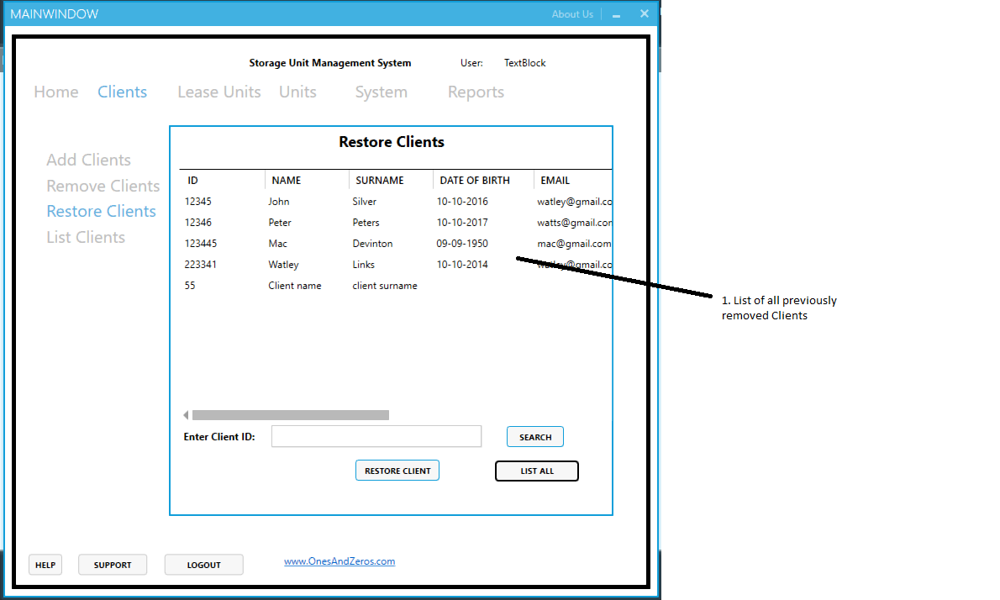 MAINWINDOW
About Us
Storage Unit Management System User: TextBlock
Home Clients Lease Units Units System Reports
Add Clients
Remove Clients
Restore Clients
List Clients
Restore Clients
ID NAME SURNAME DATE OF BIRTH EMAIL
12345 John Silver 10-10-2016 watley@gmail.co
12346 Peter Peters 10-10-2017 watts@gmail.con
123445 Mac Devinton 09-09-1950 mac@gmail.com
223341 Watley Links 10-10-2014 watley@gmail.co
55 Client name client surname
Enter Client ID: SEARCH
RESTORE CLIENT LIST ALL
HELP SUPPORT LOGOUT www.OnesAndZeros.com
1. List of all previously
removed Clients